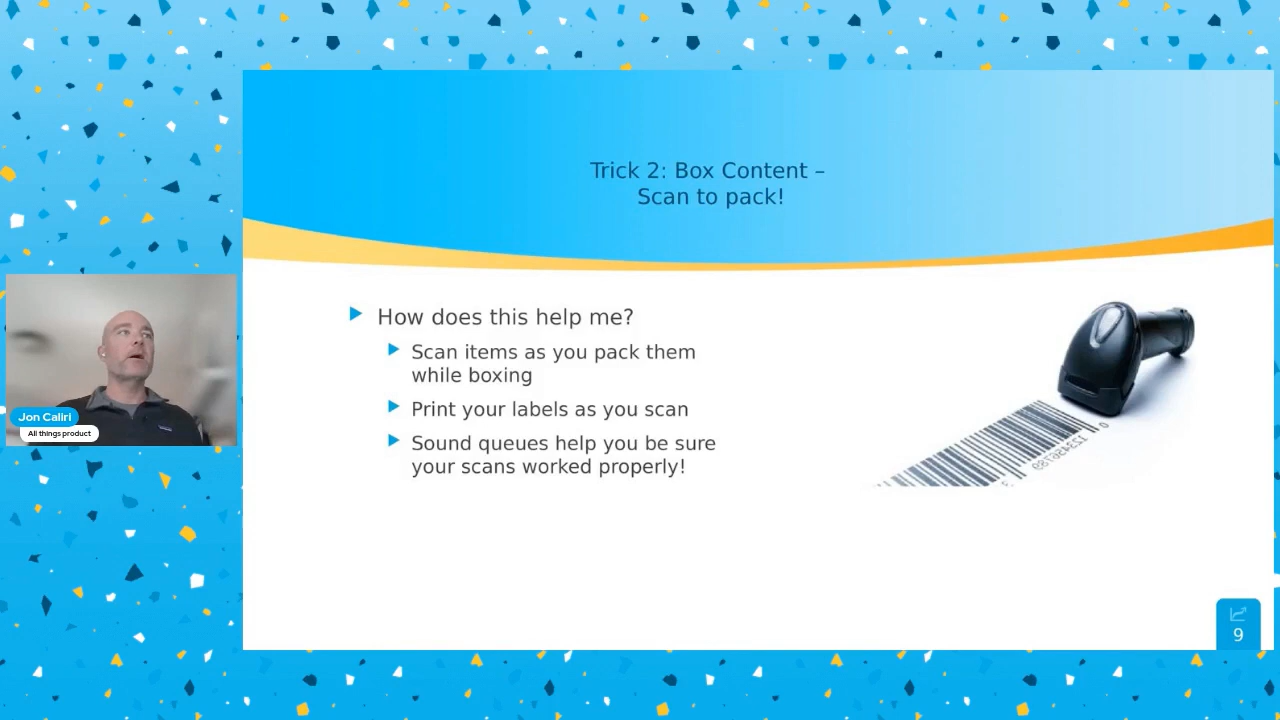 Trick 2: Box Content –
Scan to pack!
How does this help me?
Scan items as you pack them
while boxing
Print your labels as you scan
Sound queues help you be sure
your scans worked properly!
Jon Caliri
All things product
9